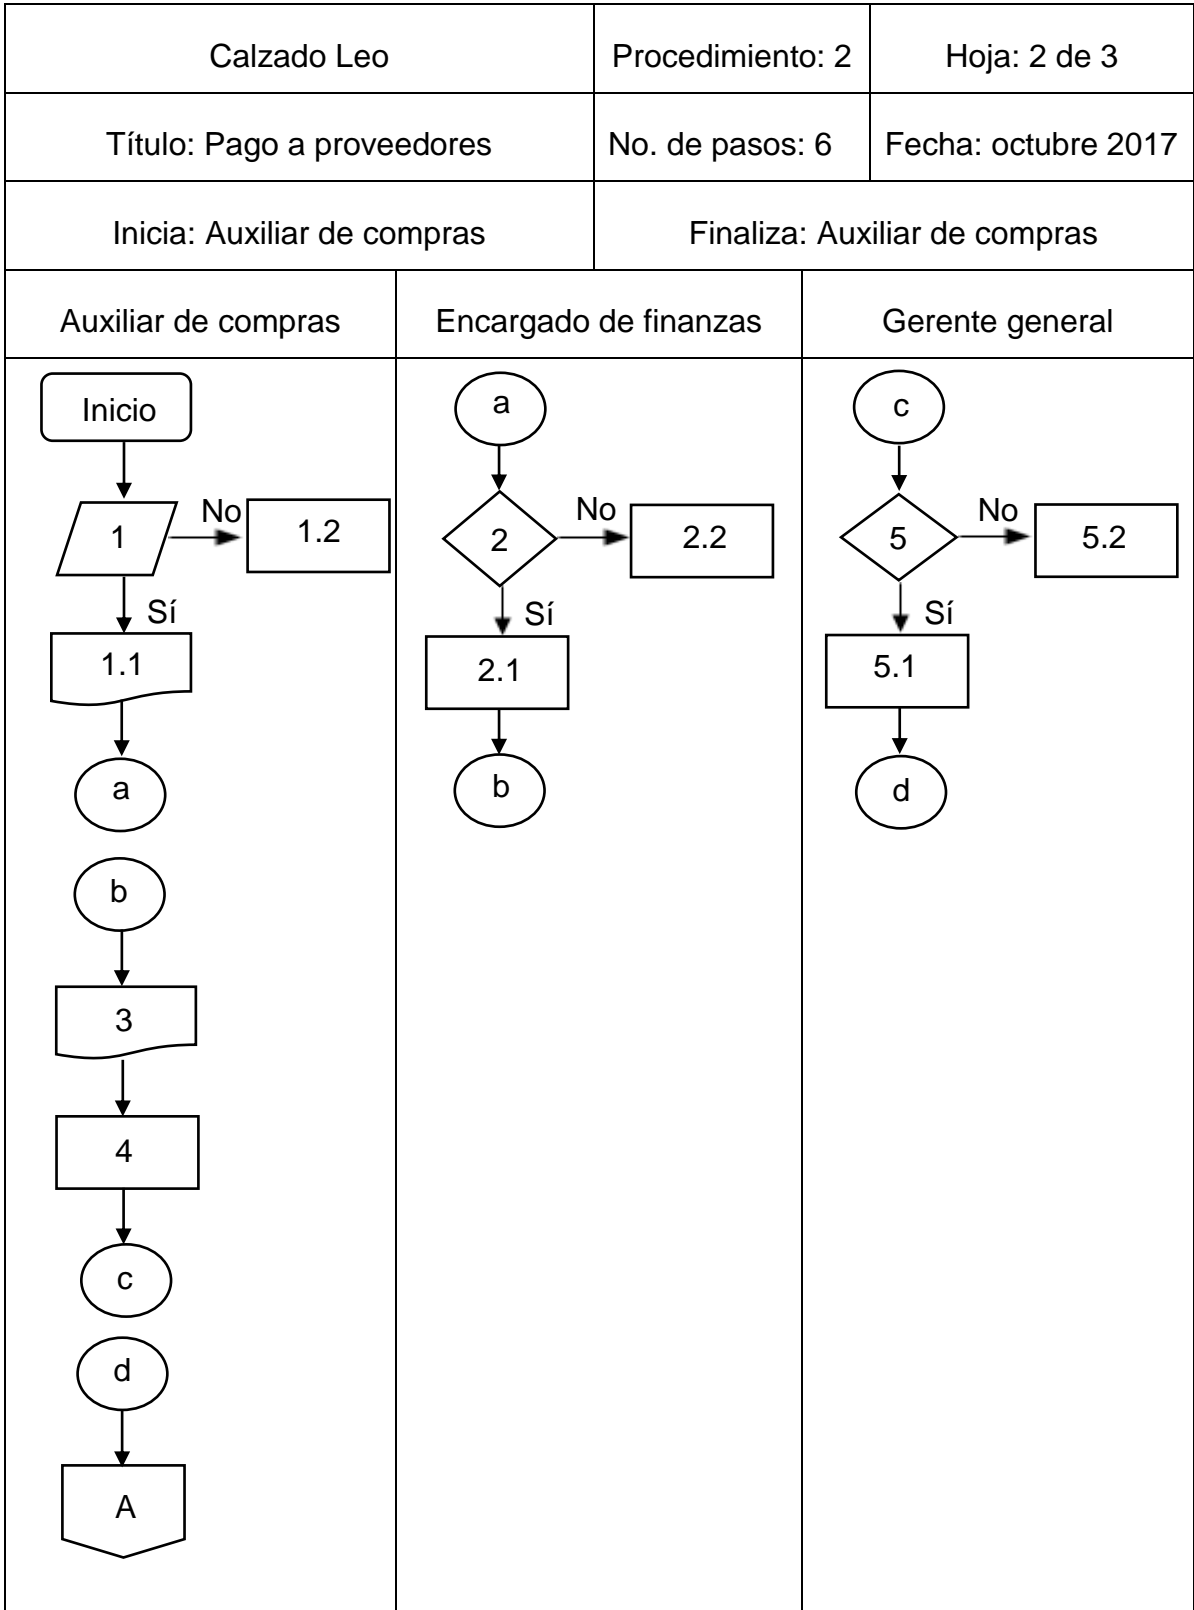 Calzado Leo
Procedimiento: 2
Hoja: 2 de 3
Título: Pago a proveedores
No. de pasos: 6
Fecha: octubre 2017
Inicia: Auxiliar de compras
Finaliza: Auxiliar de compras
Auxiliar de compras
Encargado de finanzas
Gerente general
Inicio
1
No
1.2
Sí
1.1
a
b
3
4
c
d
A
a
2
No
2.2
Sí
2.1
b
c
5
No
5.2
Sí
5.1
d